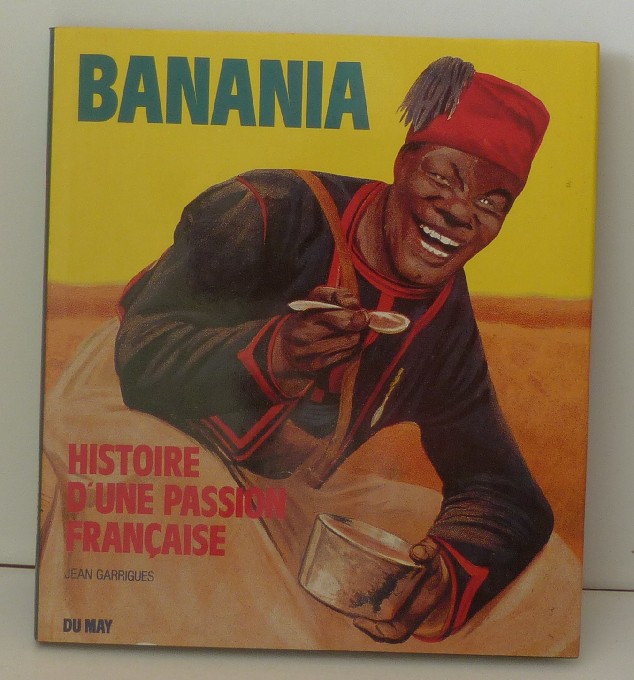 BANANIA
HISTOIRE
D'UNE PASSION
FRANÇAISE
JEAN GARRIGUES
DU MAY